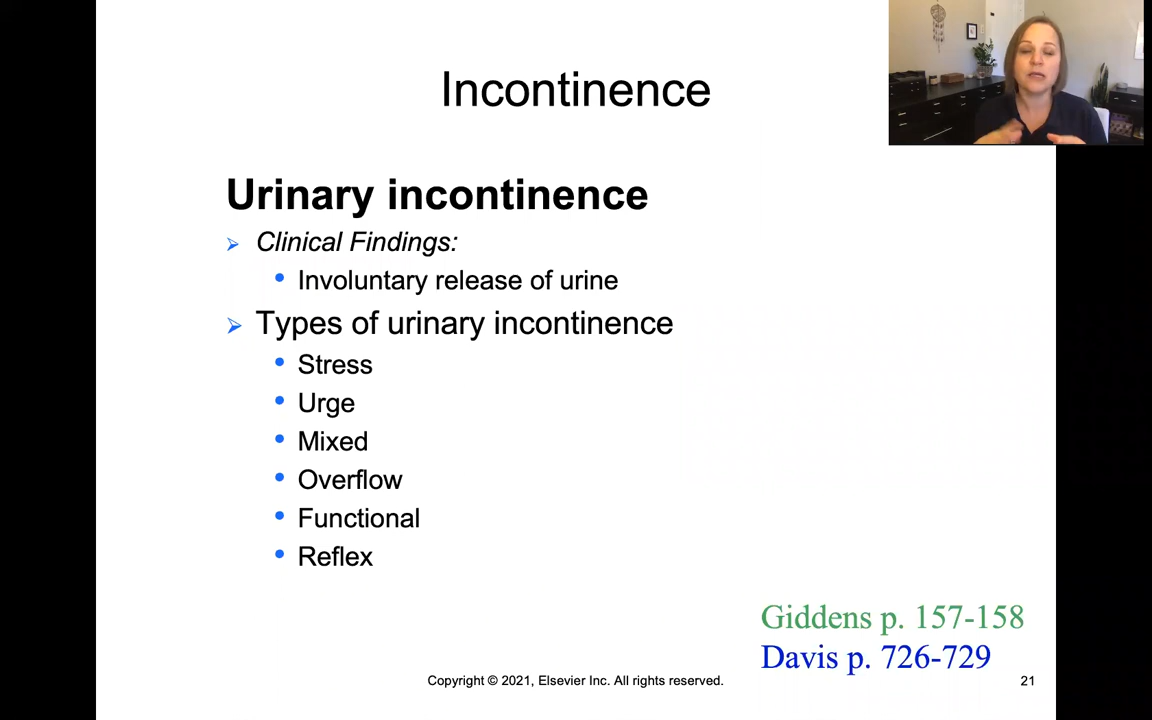 Incontinence
Urinary incontinence
Clinical Findings:
Involuntary release of urine
Types of urinary incontinence
Stress
Urge
Mixed
Overflow
Functional
Reflex
Giddens p. 157-158
Davis p. 726-729
Copyright © 2021, Elsevier Inc. All rights reserved.
21